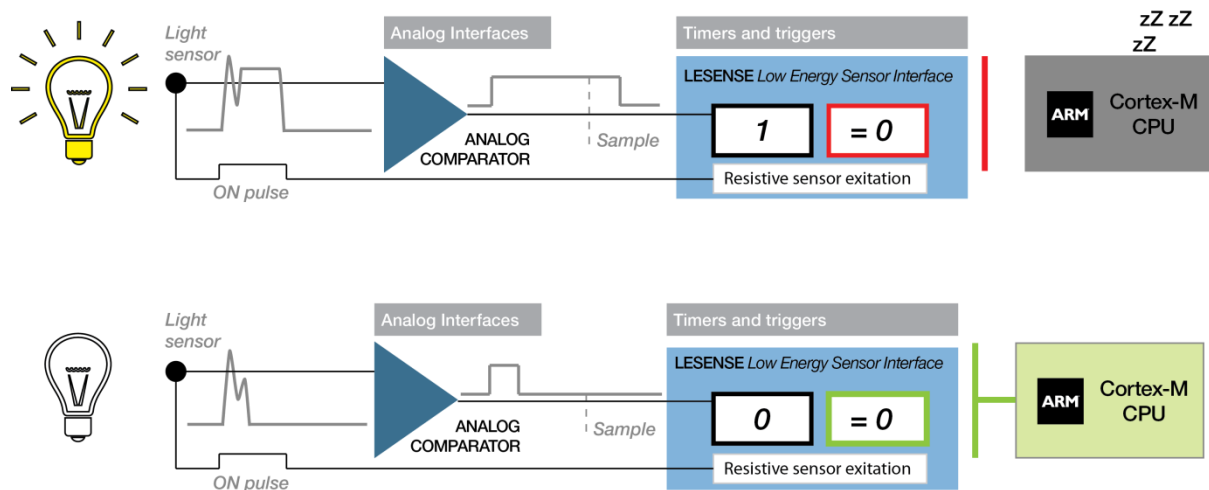 zZ zZ
zZ
Light
sensor
Analog Interfaces
Timers and triggers
LESENSE Low Energy Sensor Interface
1
= 0
ARM
Cortex-M
CPU
ANALOG
COMPARATOR
Sample
ON pulse
Resistive sensor exitation
Light
sensor
Analog Interfaces
Timers and triggers
LESENSE Low Energy Sensor Interface
0
= 0
ARM
Cortex-M
CPU
ANALOG
COMPARATOR
Sample
ON pulse
Resistive sensor exitation